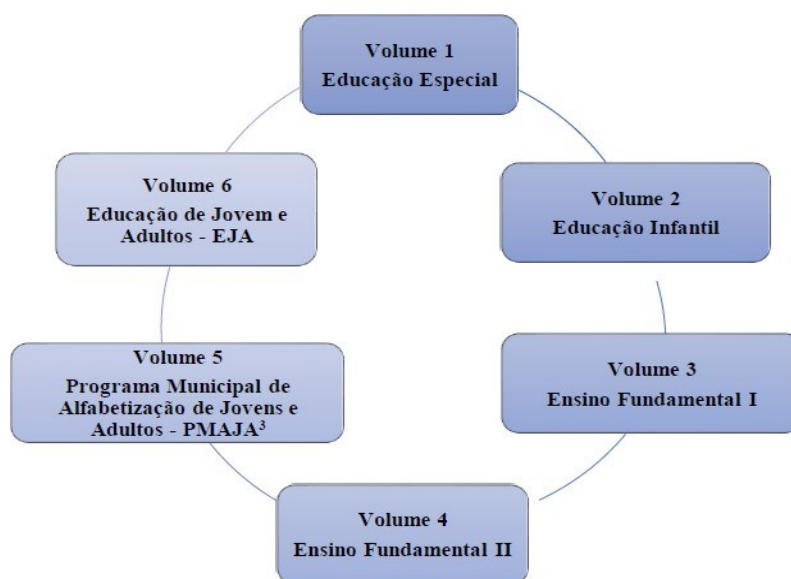 Volume 1
Educação Especial
Volume 2
Educação Infantil
Volume 3
Ensino Fundamental I
Volume 4
Ensino Fundamental II
Volume 5
Programa Municipal de
Alfabetização de Jovens e
Adultos - PMAJA³
Volume 6
Educação de Jovem e
Adultos - EJA